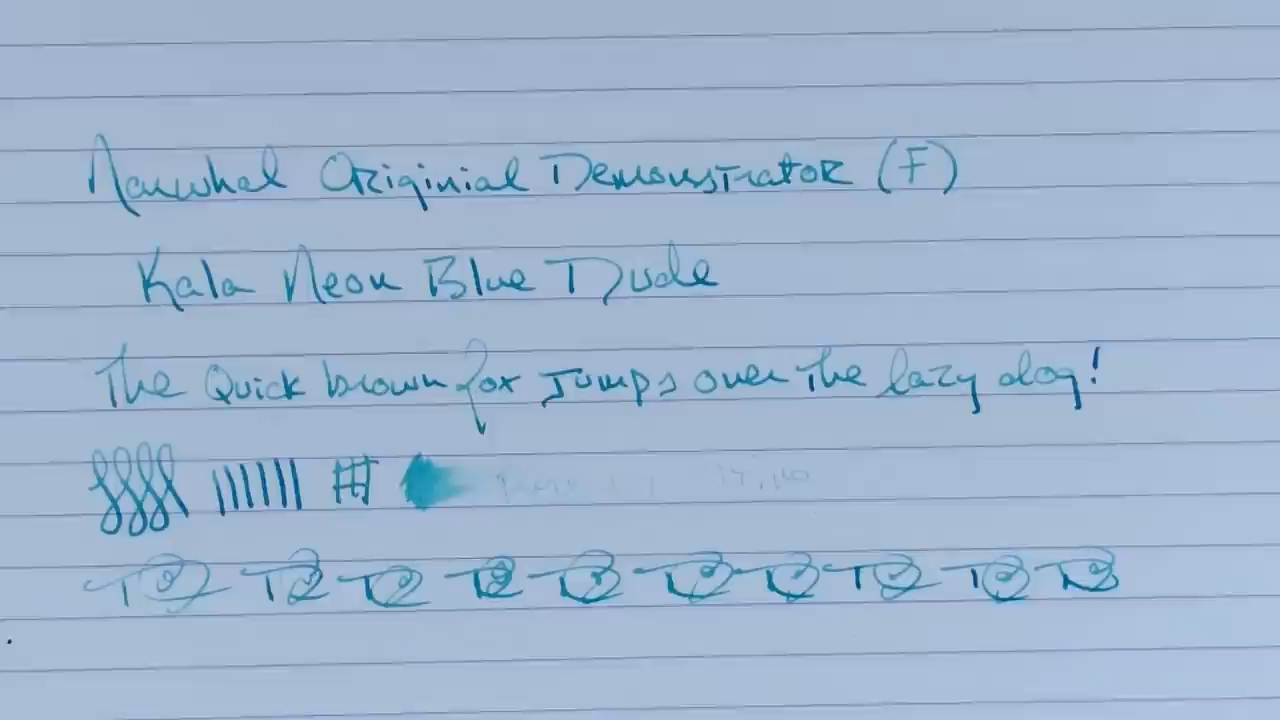 Narwhal Originial Demonstrator (F)
Kala Neon Blue Dude
The Quick brown fox Jumps over The lazy dog!